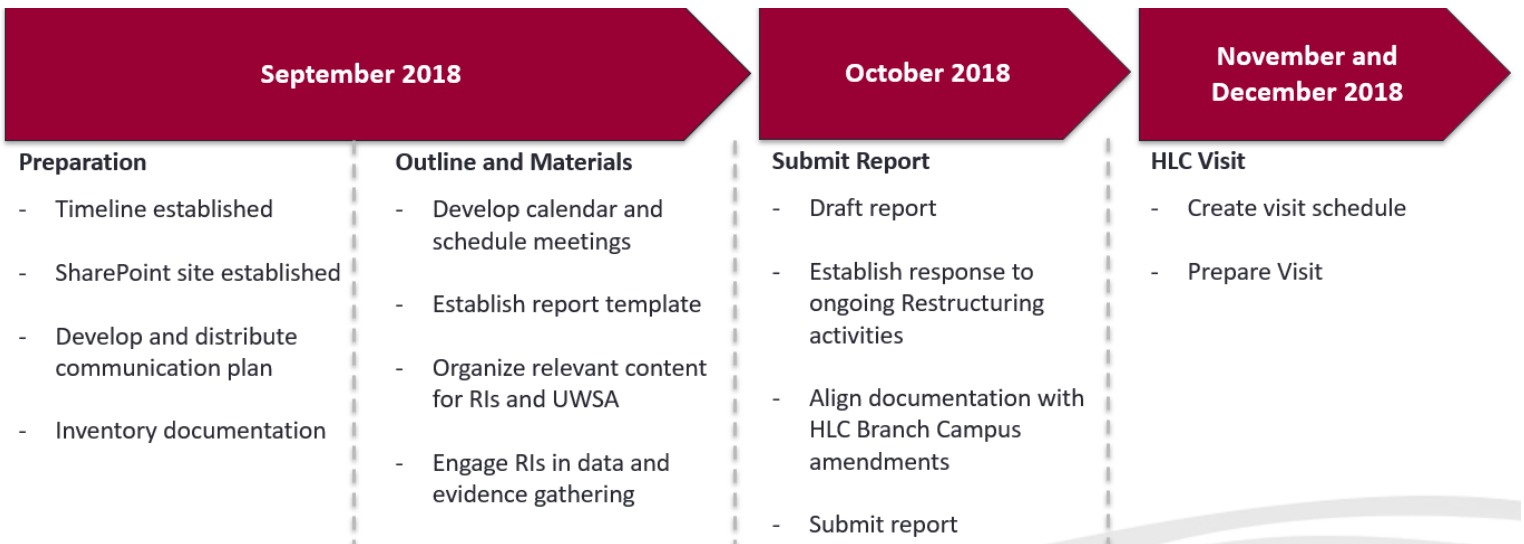 September 2018
October 2018
November and
December 2018
Preparation
- Timeline established
- SharePoint site established
- Develop and distribute
communication plan
- Inventory documentation
Outline and Materials
- Develop calendar and
schedule meetings
- Establish report template
- Organize relevant content
for RIs and UWSA
- Engage RIs in data and
evidence gathering
Submit Report
- Draft report
- Establish response to
ongoing Restructuring
activities
- Align documentation with
HLC Branch Campus
amendments
- Submit report
HLC Visit
- Create visit schedule
- Prepare Visit